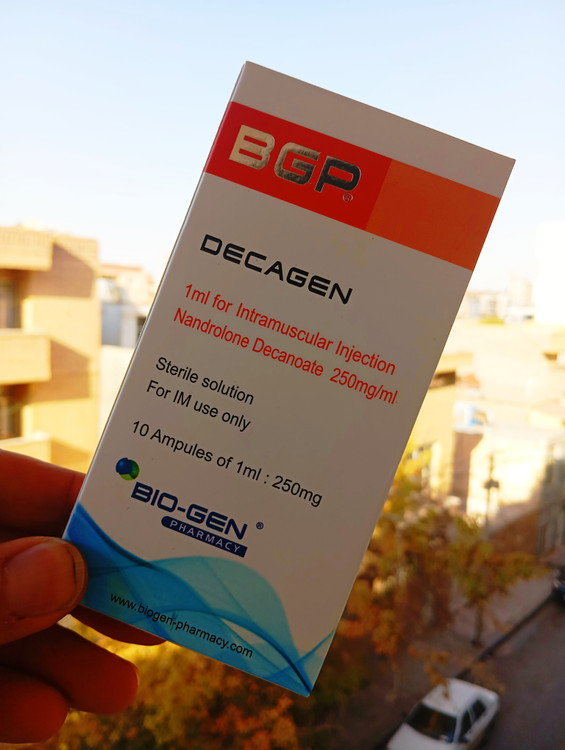 BGP®
DECAGEN
1ml for Intramuscular Injection
Nandrolone Decanoate 250mg/ml
Sterile solution
For IM use only
10 Ampules of 1ml : 250mg
BIO-GEN®
PHARMACY
www.biogen-pharmacy.com